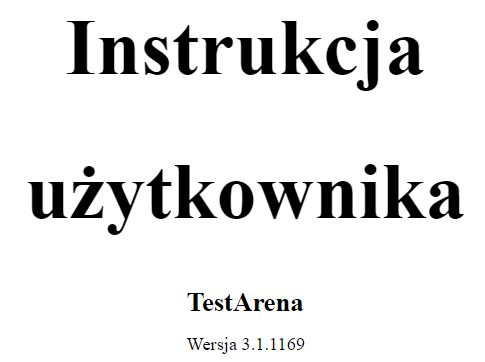 Instrukcja
użytkownika
TestArena
Wersja 3.1.1169